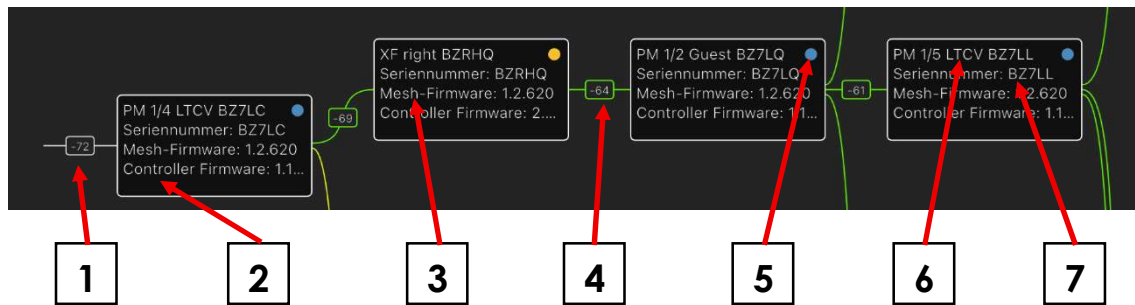 XF right BZRHQ
Seriennummer: BZRHQ
Mesh-Firmware: 1.2.620
Controller Firmware: 2....
PM 1/2 Guest BZ7LQ
Seriennummer: BZ7LQ
Mesh-Firmware: 1.2.620
Controller Firmware: 1.1...
PM 1/5 LTCV BZ7LL
Seriennummer: BZ7LL
Mesh-Firmware: 1.2.620
Controller Firmware: 1.1...
PM 1/4 LTCV BZ7LC
Seriennummer: BZ7LC
Mesh-Firmware: 1.2.620
Controller Firmware: 1.1...
-72
-69
-64
-61
1
2
3
4
5
6
7